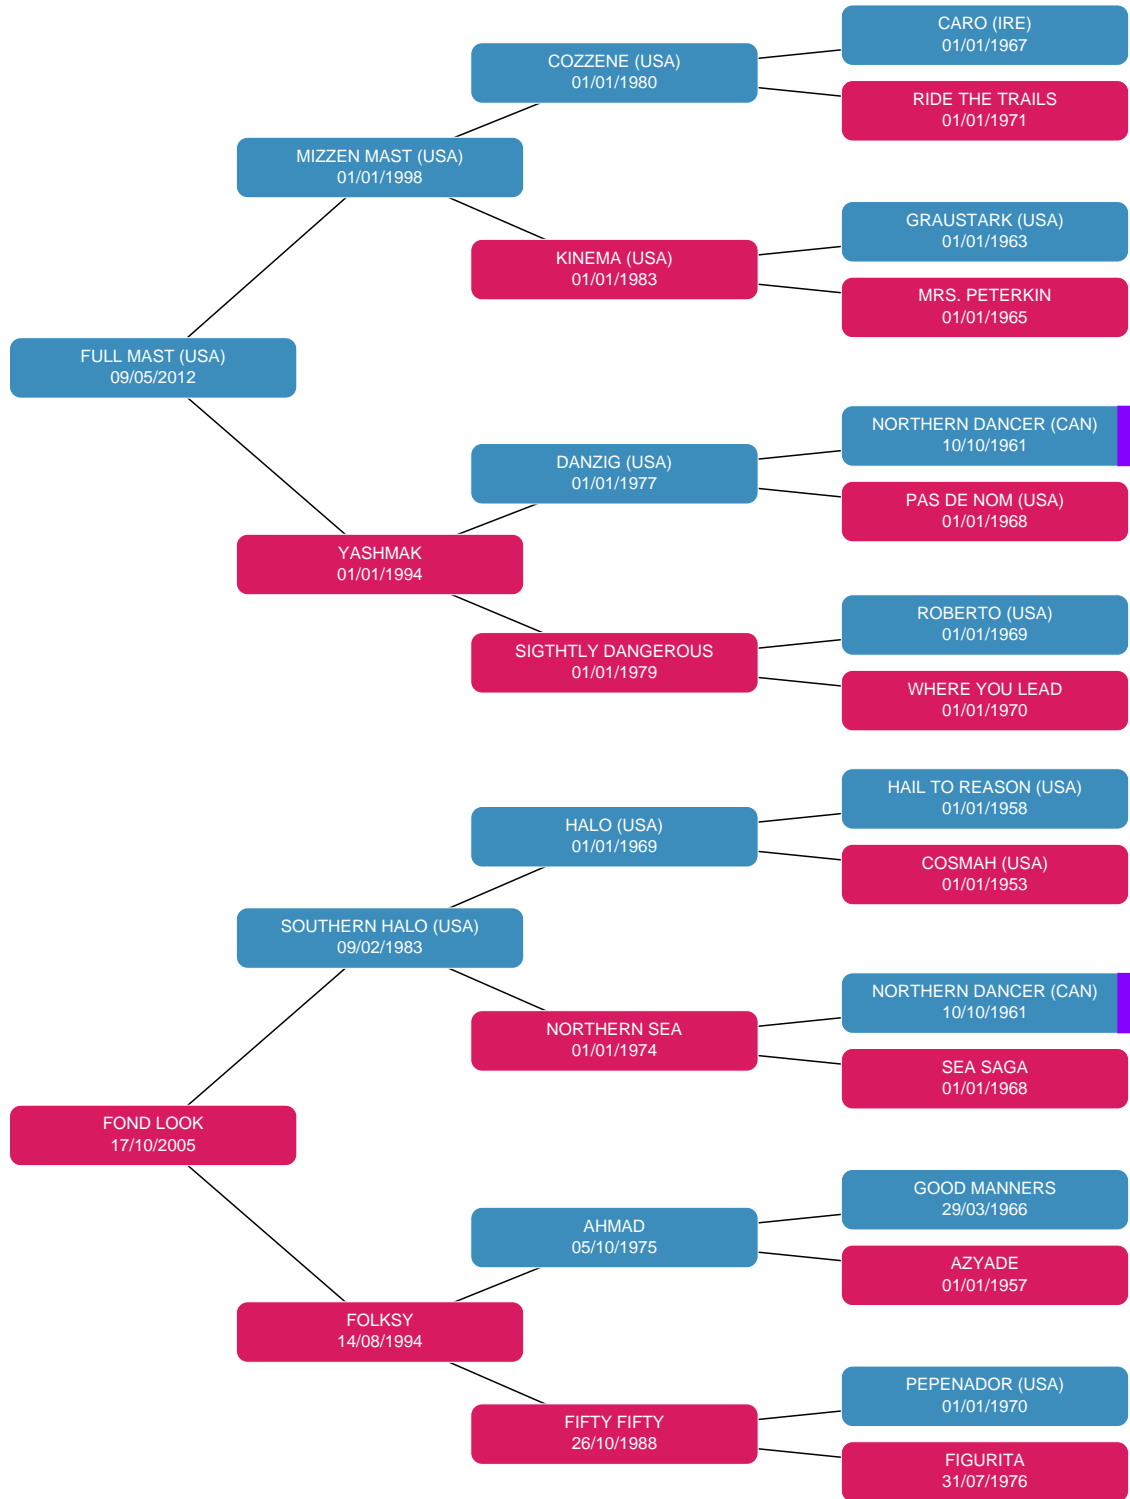 CARO (IRE)
01/01/1967
COZZENE (USA)
01/01/1980
RIDE THE TRAILS
01/01/1971
MIZZEN MAST (USA)
01/01/1998
GRAUSTARK (USA)
01/01/1963
KINEMA (USA)
01/01/1983
MRS. PETERKIN
01/01/1965
FULL MAST (USA)
09/05/2012
NORTHERN DANCER (CAN)
10/10/1961
DANZIG (USA)
01/01/1977
PAS DE NOM (USA)
01/01/1968
YASHMAK
01/01/1994
ROBERTO (USA)
01/01/1969
SIGTHTLY DANGEROUS
01/01/1979
WHERE YOU LEAD
01/01/1970
HAIL TO REASON (USA)
01/01/1958
HALO (USA)
01/01/1969
COSMAH (USA)
01/01/1953
SOUTHERN HALO (USA)
09/02/1983
NORTHERN DANCER (CAN)
10/10/1961
NORTHERN SEA
01/01/1974
SEA SAGA
01/01/1968
FOND LOOK
17/10/2005
GOOD MANNERS
29/03/1966
AHMAD
05/10/1975
AZYADE
01/01/1957
FOLKSY
14/08/1994
PEPENADOR (USA)
01/01/1970
FIFTY FIFTY
26/10/1988
FIGURITA
31/07/1976